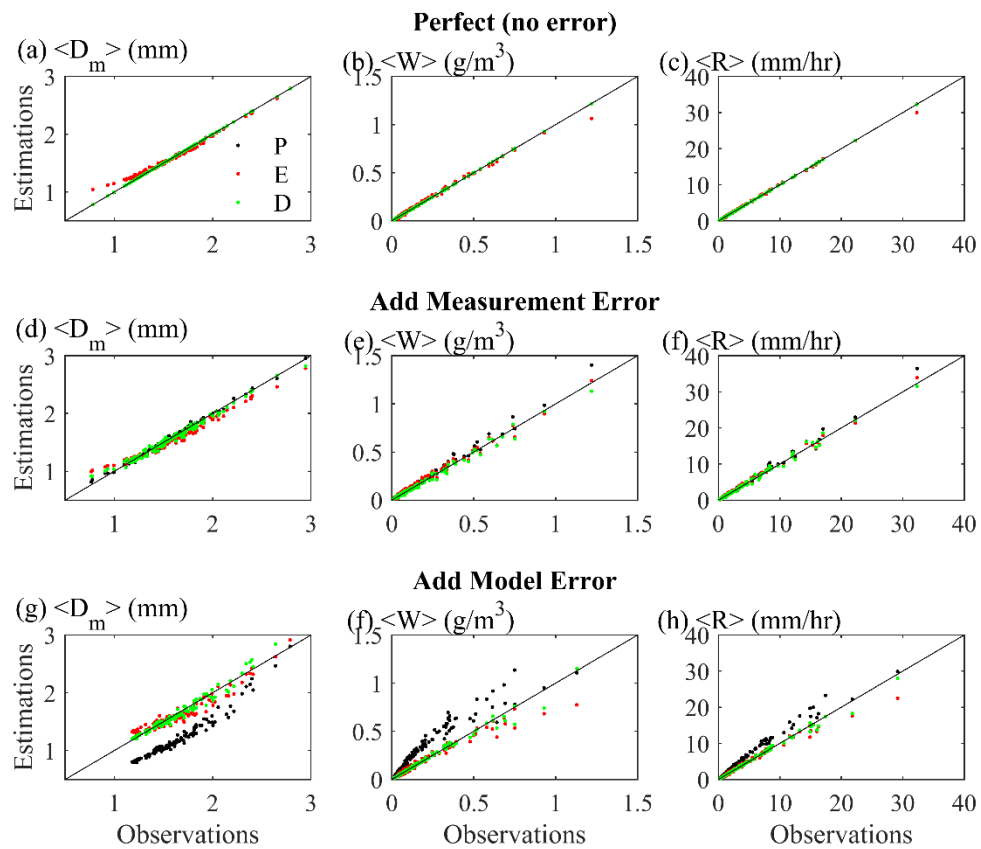 Perfect (no error)
(a) <D_m> (mm)
(b) <W> (g/m³)
(c) <R> (mm/hr)
3
2
1
Estimations
P
E
D
1 2 3
1.5
1
0.5
0
0 0.5 1 1.5
40
30
20
10
0
0 10 20 30 40
Add Measurement Error
(d) <D_m> (mm)
(e) <W> (g/m³)
(f) <R> (mm/hr)
3
2
1
Estimations
1 2 3
1.5
1
0.5
0
0 0.5 1 1.5
40
30
20
10
0
0 10 20 30 40
Add Model Error
(g) <D_m> (mm)
(f) <W> (g/m³)
(h) <R> (mm/hr)
3
2
1
Estimations
1 2 3
Observations
1.5
1
0.5
0
0 0.5 1 1.5
Observations
40
30
20
10
0
0 10 20 30 40
Observations